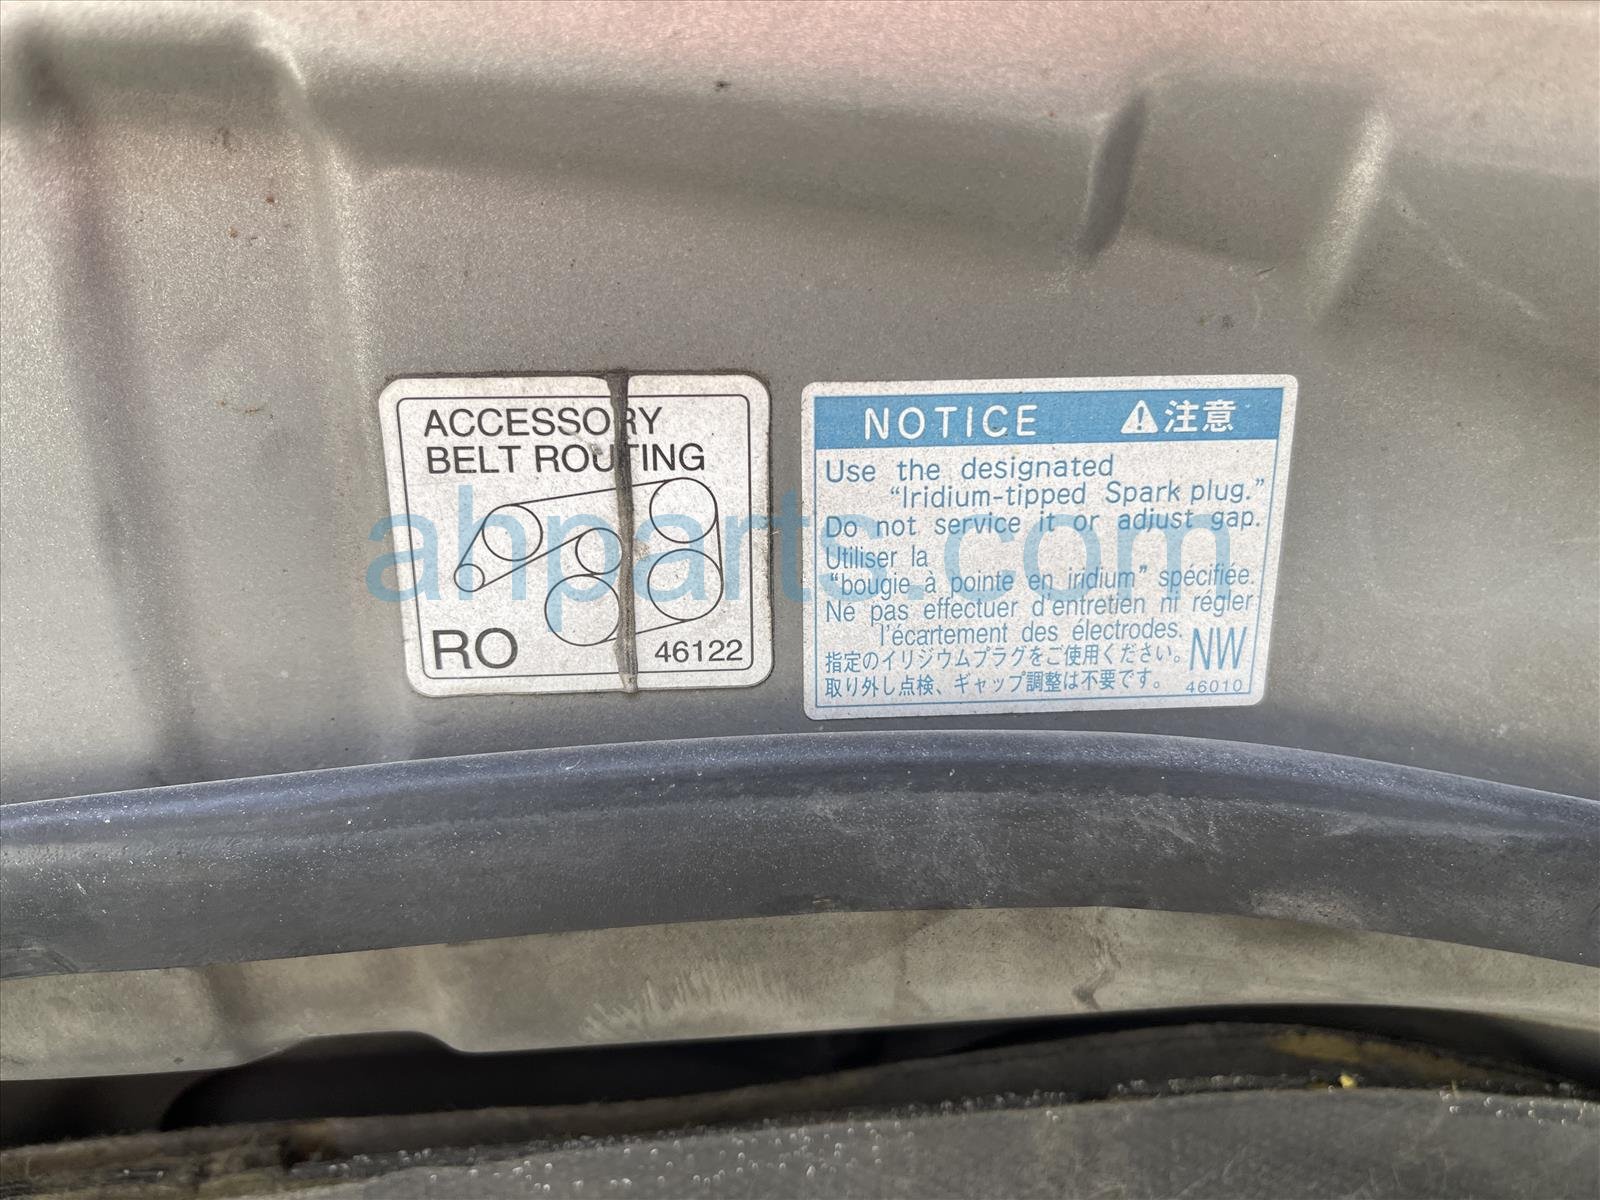 ACCESSORY
BELT ROUTING
RO
46122
NOTICE ⚠注意
Use the designated
“Iridium-tipped Spark plug.”
Do not service it or adjust gap.
Utiliser la
“bougie à pointe en iridium” spécifiée.
Ne pas effectuer d'entretien ni régler
l'écartement des électrodes.
指定のイリジウムプラグをご使用ください。
取り外し点検、ギャップ調整は不要です。
NW
46010
ahparts.com